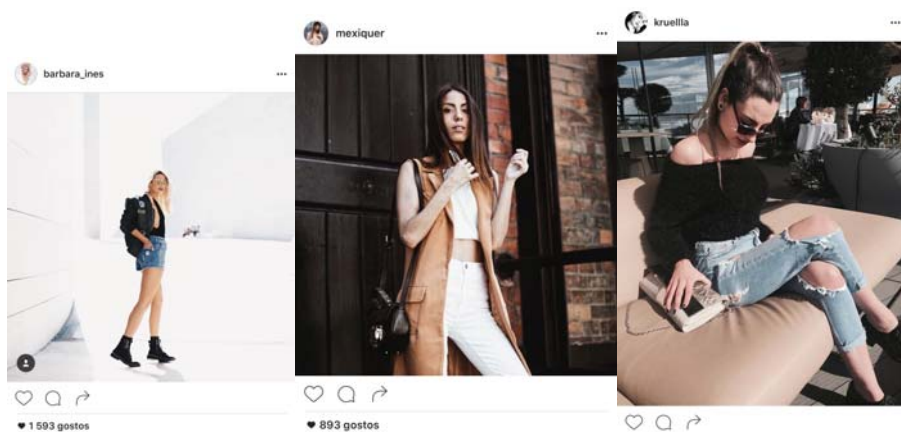 barbara_ines
1 593 gostos
mexiquer
893 gostos
kruellla